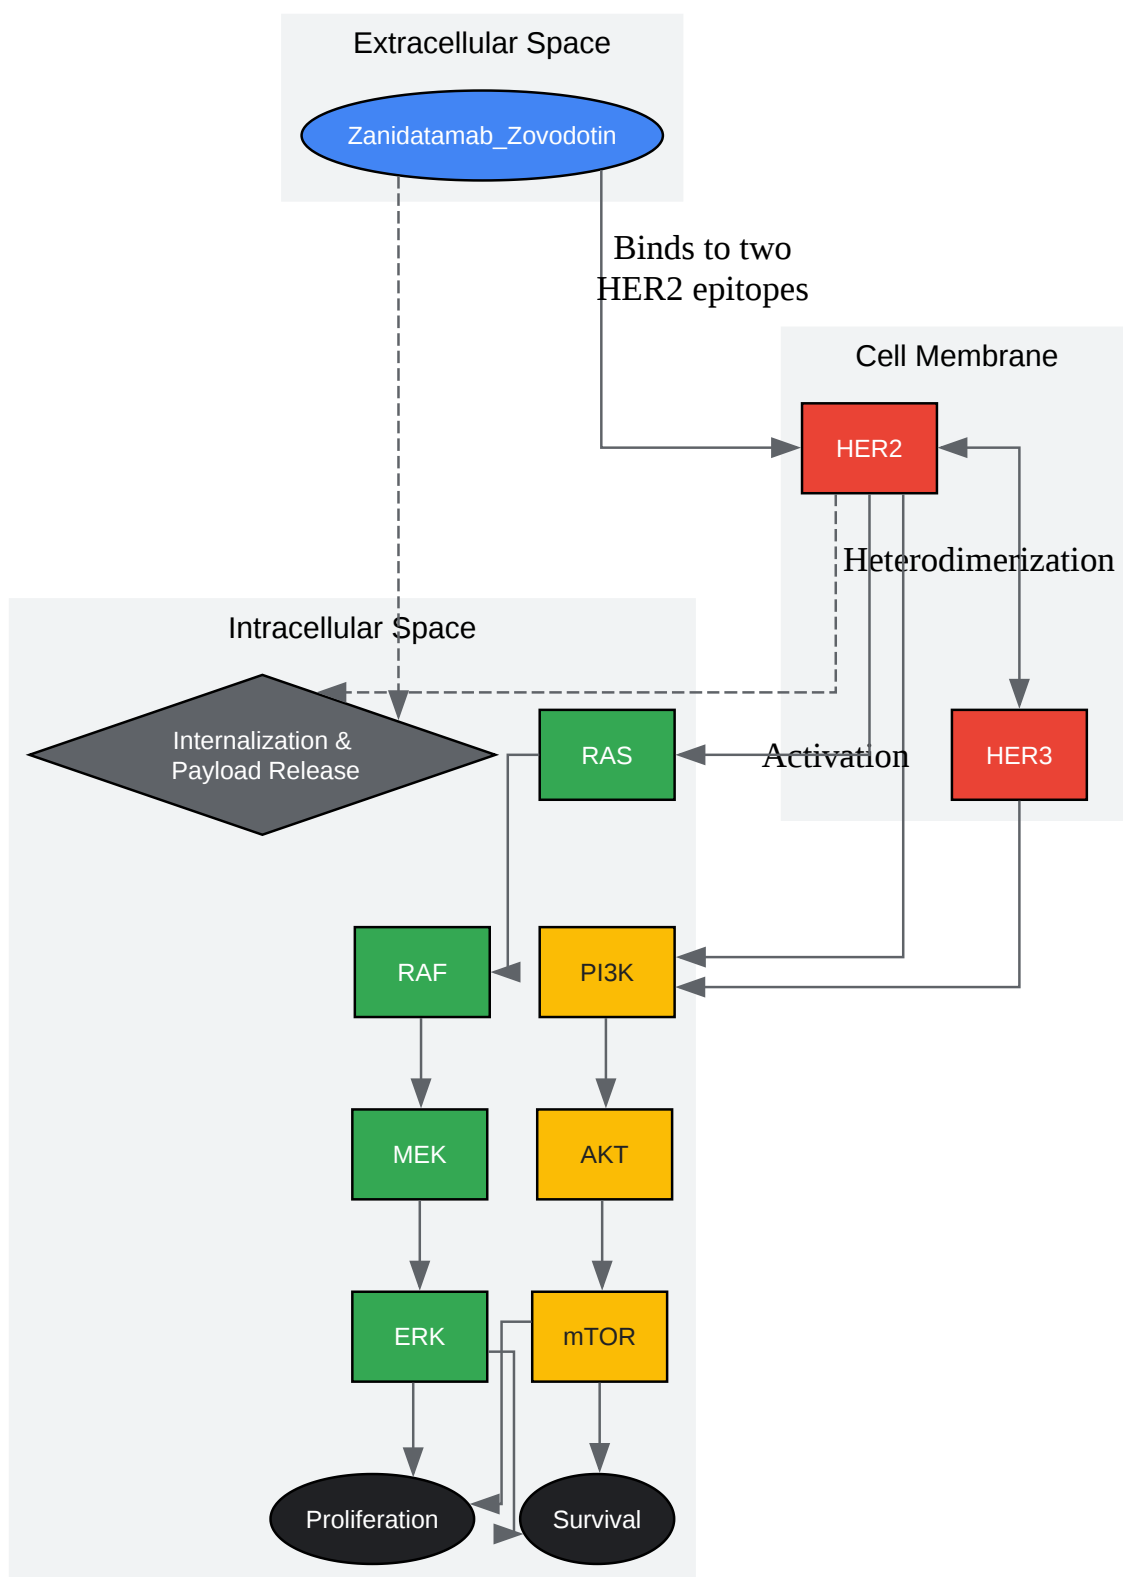 Extracellular Space
Zanidatamab_Zovodotin
Binds to two
HER2 epitopes
Cell Membrane
HER2
Heterodimerization
Intracellular Space
Internalization &
Payload Release
RAS
Activation
HER3
RAF
PI3K
MEK
AKT
ERK
mTOR
Proliferation
Survival